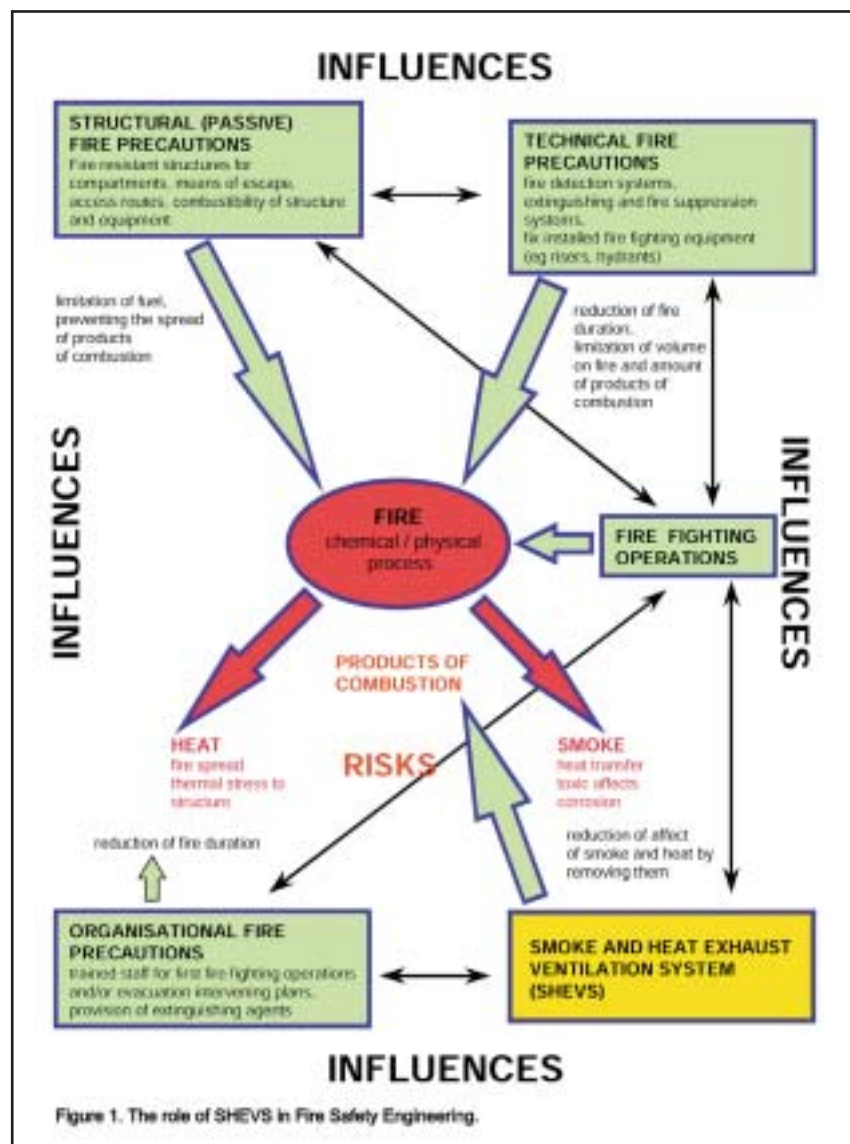 INFLUENCES
STRUCTURAL (PASSIVE)
FIRE PRECAUTIONS
Fire resistant structures for
compartments, means of escape,
access routes, combustibility of structure
and equipment
TECHNICAL FIRE
PRECAUTIONS
fire detection systems,
extinguishing and fire suppression
systems,
fix installed fire fighting equipment
(eg risers, hydrants)
limitation of fuel,
preventing the spread
of products
of combustion
reduction of fire
duration,
limitation of volume
on fire and amount
of products of
combustion
INFLUENCES
INFLUENCES
FIRE
chemical / physical
process
FIRE FIGHTING
OPERATIONS
PRODUCTS OF
COMBUSTION
HEAT
fire spread
thermal stress to
structure
RISKS
SMOKE
heat transfer
toxic affects
corrosion
reduction of fire duration
reduction of affect
of smoke and heat by
removing them
ORGANISATIONAL FIRE
PRECAUTIONS
trained staff for first fire fighting operations
and/or evacuation intervening plans,
provision of extinguishing agents
SMOKE AND HEAT EXHAUST
VENTILATION SYSTEM
(SHEVS)
INFLUENCES
Figure 1. The role of SHEVS in Fire Safety Engineering.